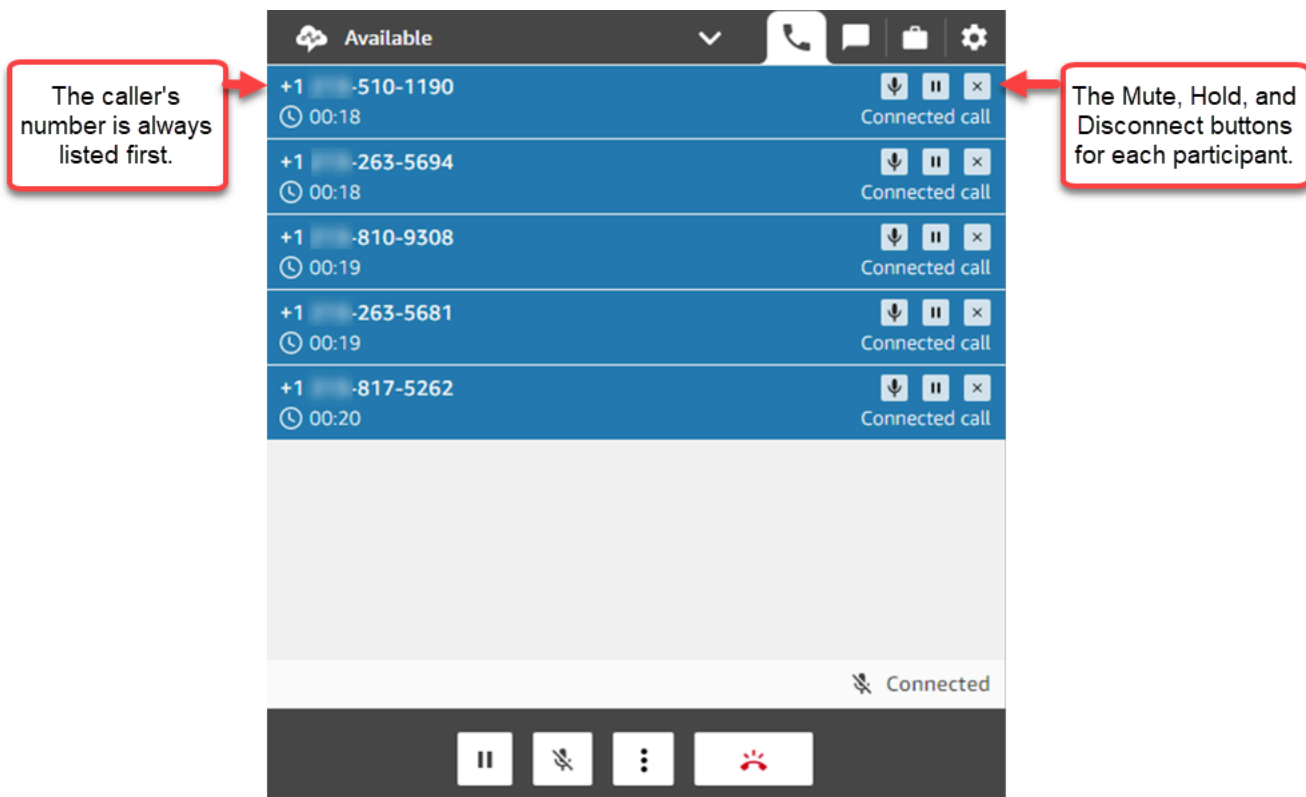 Available
The caller's
number is always
listed first.
+1 -510-1190
00:18
Connected call
The Mute, Hold, and
Disconnect buttons
for each participant.
+1 -263-5694
00:18
Connected call
+1 -810-9308
00:19
Connected call
+1 -263-5681
00:19
Connected call
+1 -817-5262
00:20
Connected call
Connected